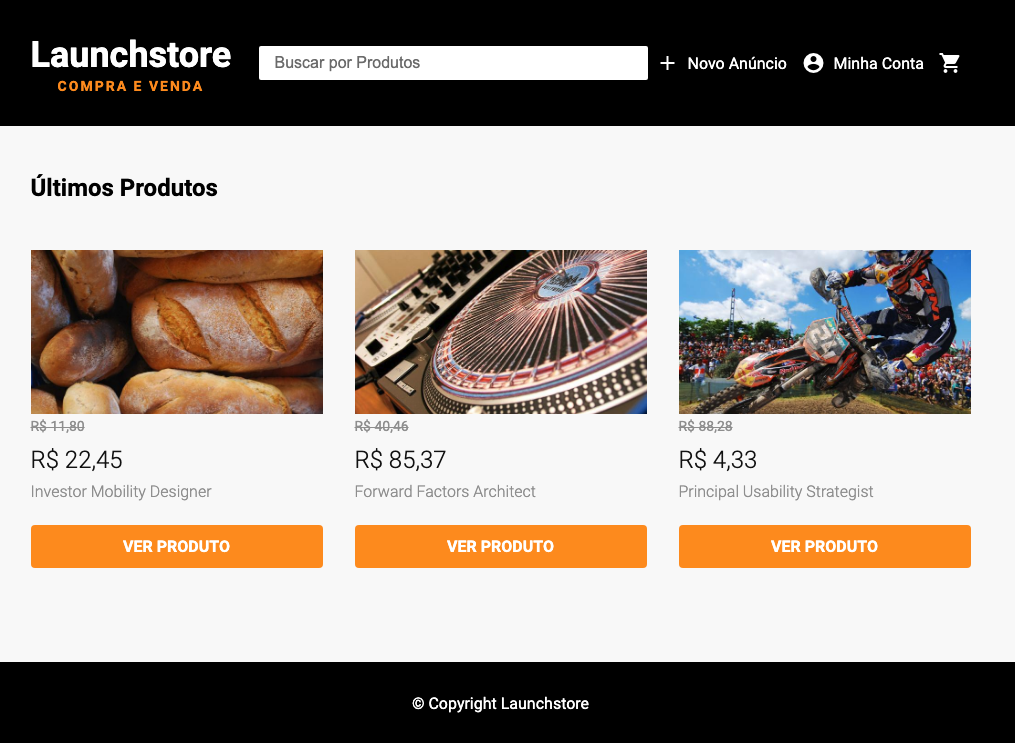 Launchstore
COMPRA E VENDA
Buscar por Produtos
Novo Anúncio
Minha Conta
Últimos Produtos
R$ 11,80
R$ 22,45
Investor Mobility Designer
VER PRODUTO
R$ 40,46
R$ 85,37
Forward Factors Architect
VER PRODUTO
R$ 88,28
R$ 4,33
Principal Usability Strategist
VER PRODUTO
© Copyright Launchstore